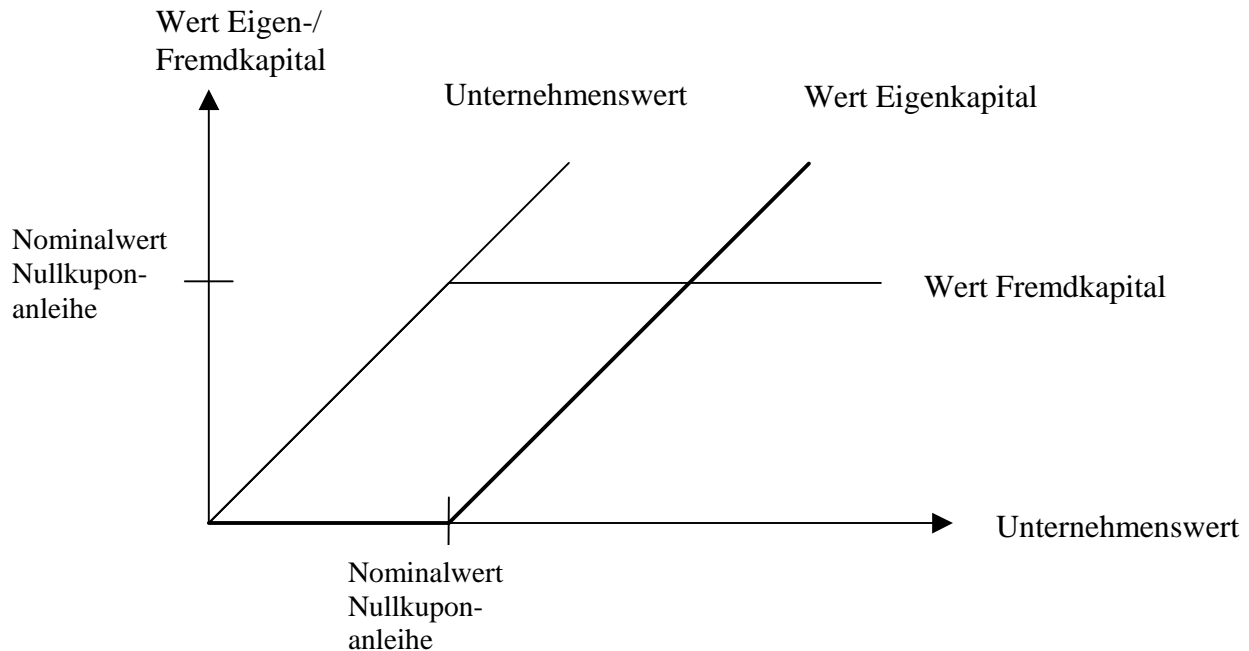 Wert Eigen-/
Fremdkapital
Unternehmenswert
Wert Eigenkapital
Nominalwert
Nullkupon-
anleihe
Wert Fremdkapital
Unternehmenswert
Nominalwert
Nullkupon-
anleihe